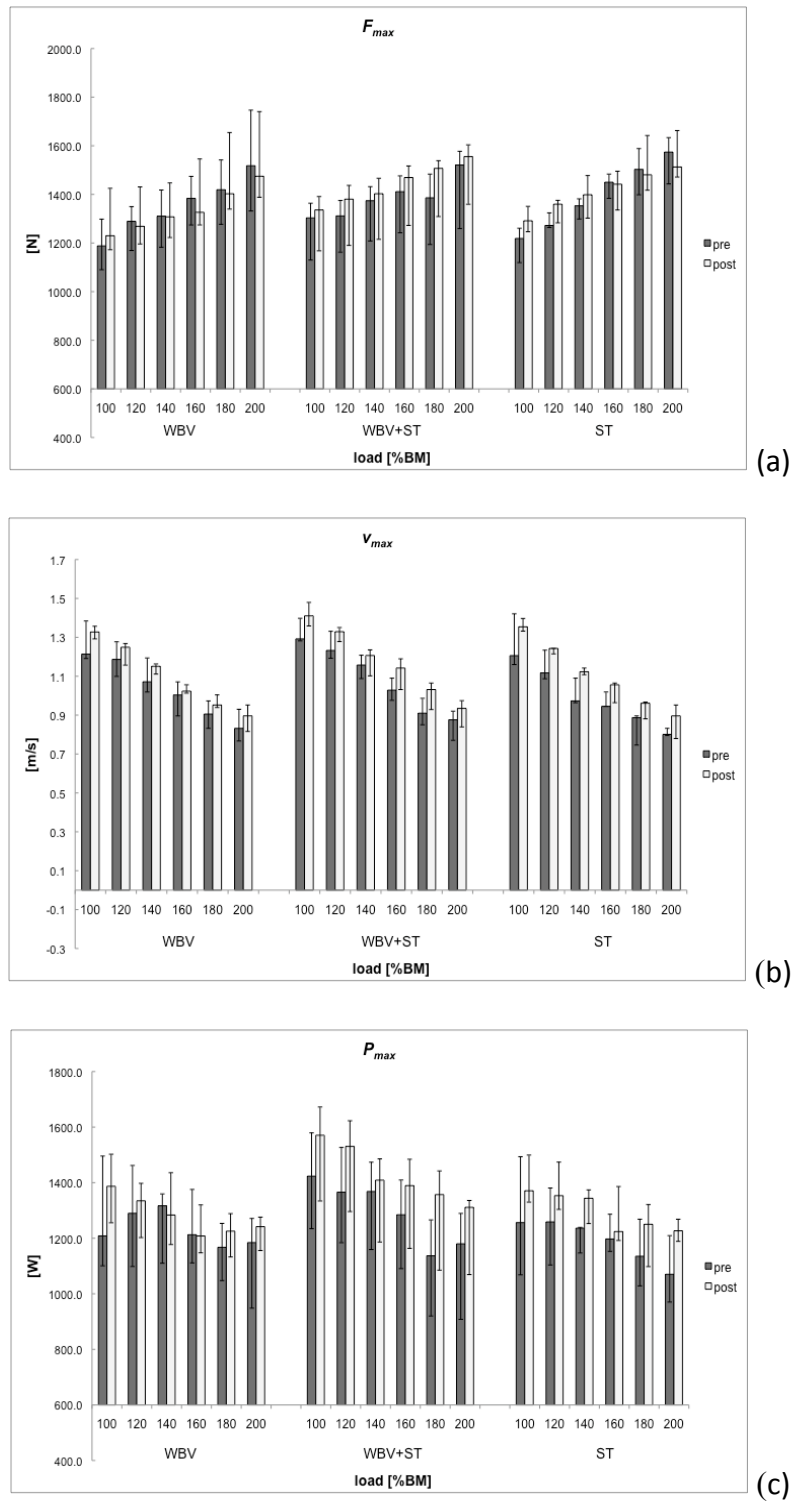 F_max
2000.0
1800.0
1600.0
1400.0
1200.0
1000.0
800.0
600.0
400.0
[N]
100 120 140 160 180 200 100 120 140 160 180 200 100 120 140 160 180 200
WBV WBV+ST ST
load [%BM]
pre
post
(a)
v_max
1.7
1.5
1.3
1.1
0.9
0.7
0.5
0.3
0.1
-0.1
-0.3
[m/s]
100 120 140 160 180 200 100 120 140 160 180 200 100 120 140 160 180 200
WBV WBV+ST ST
load [%BM]
pre
post
(b)
P_max
1800.0
1600.0
1400.0
1200.0
1000.0
800.0
600.0
400.0
[W]
100 120 140 160 180 200 100 120 140 160 180 200 100 120 140 160 180 200
WBV WBV+ST ST
load [%BM]
pre
post
(c)